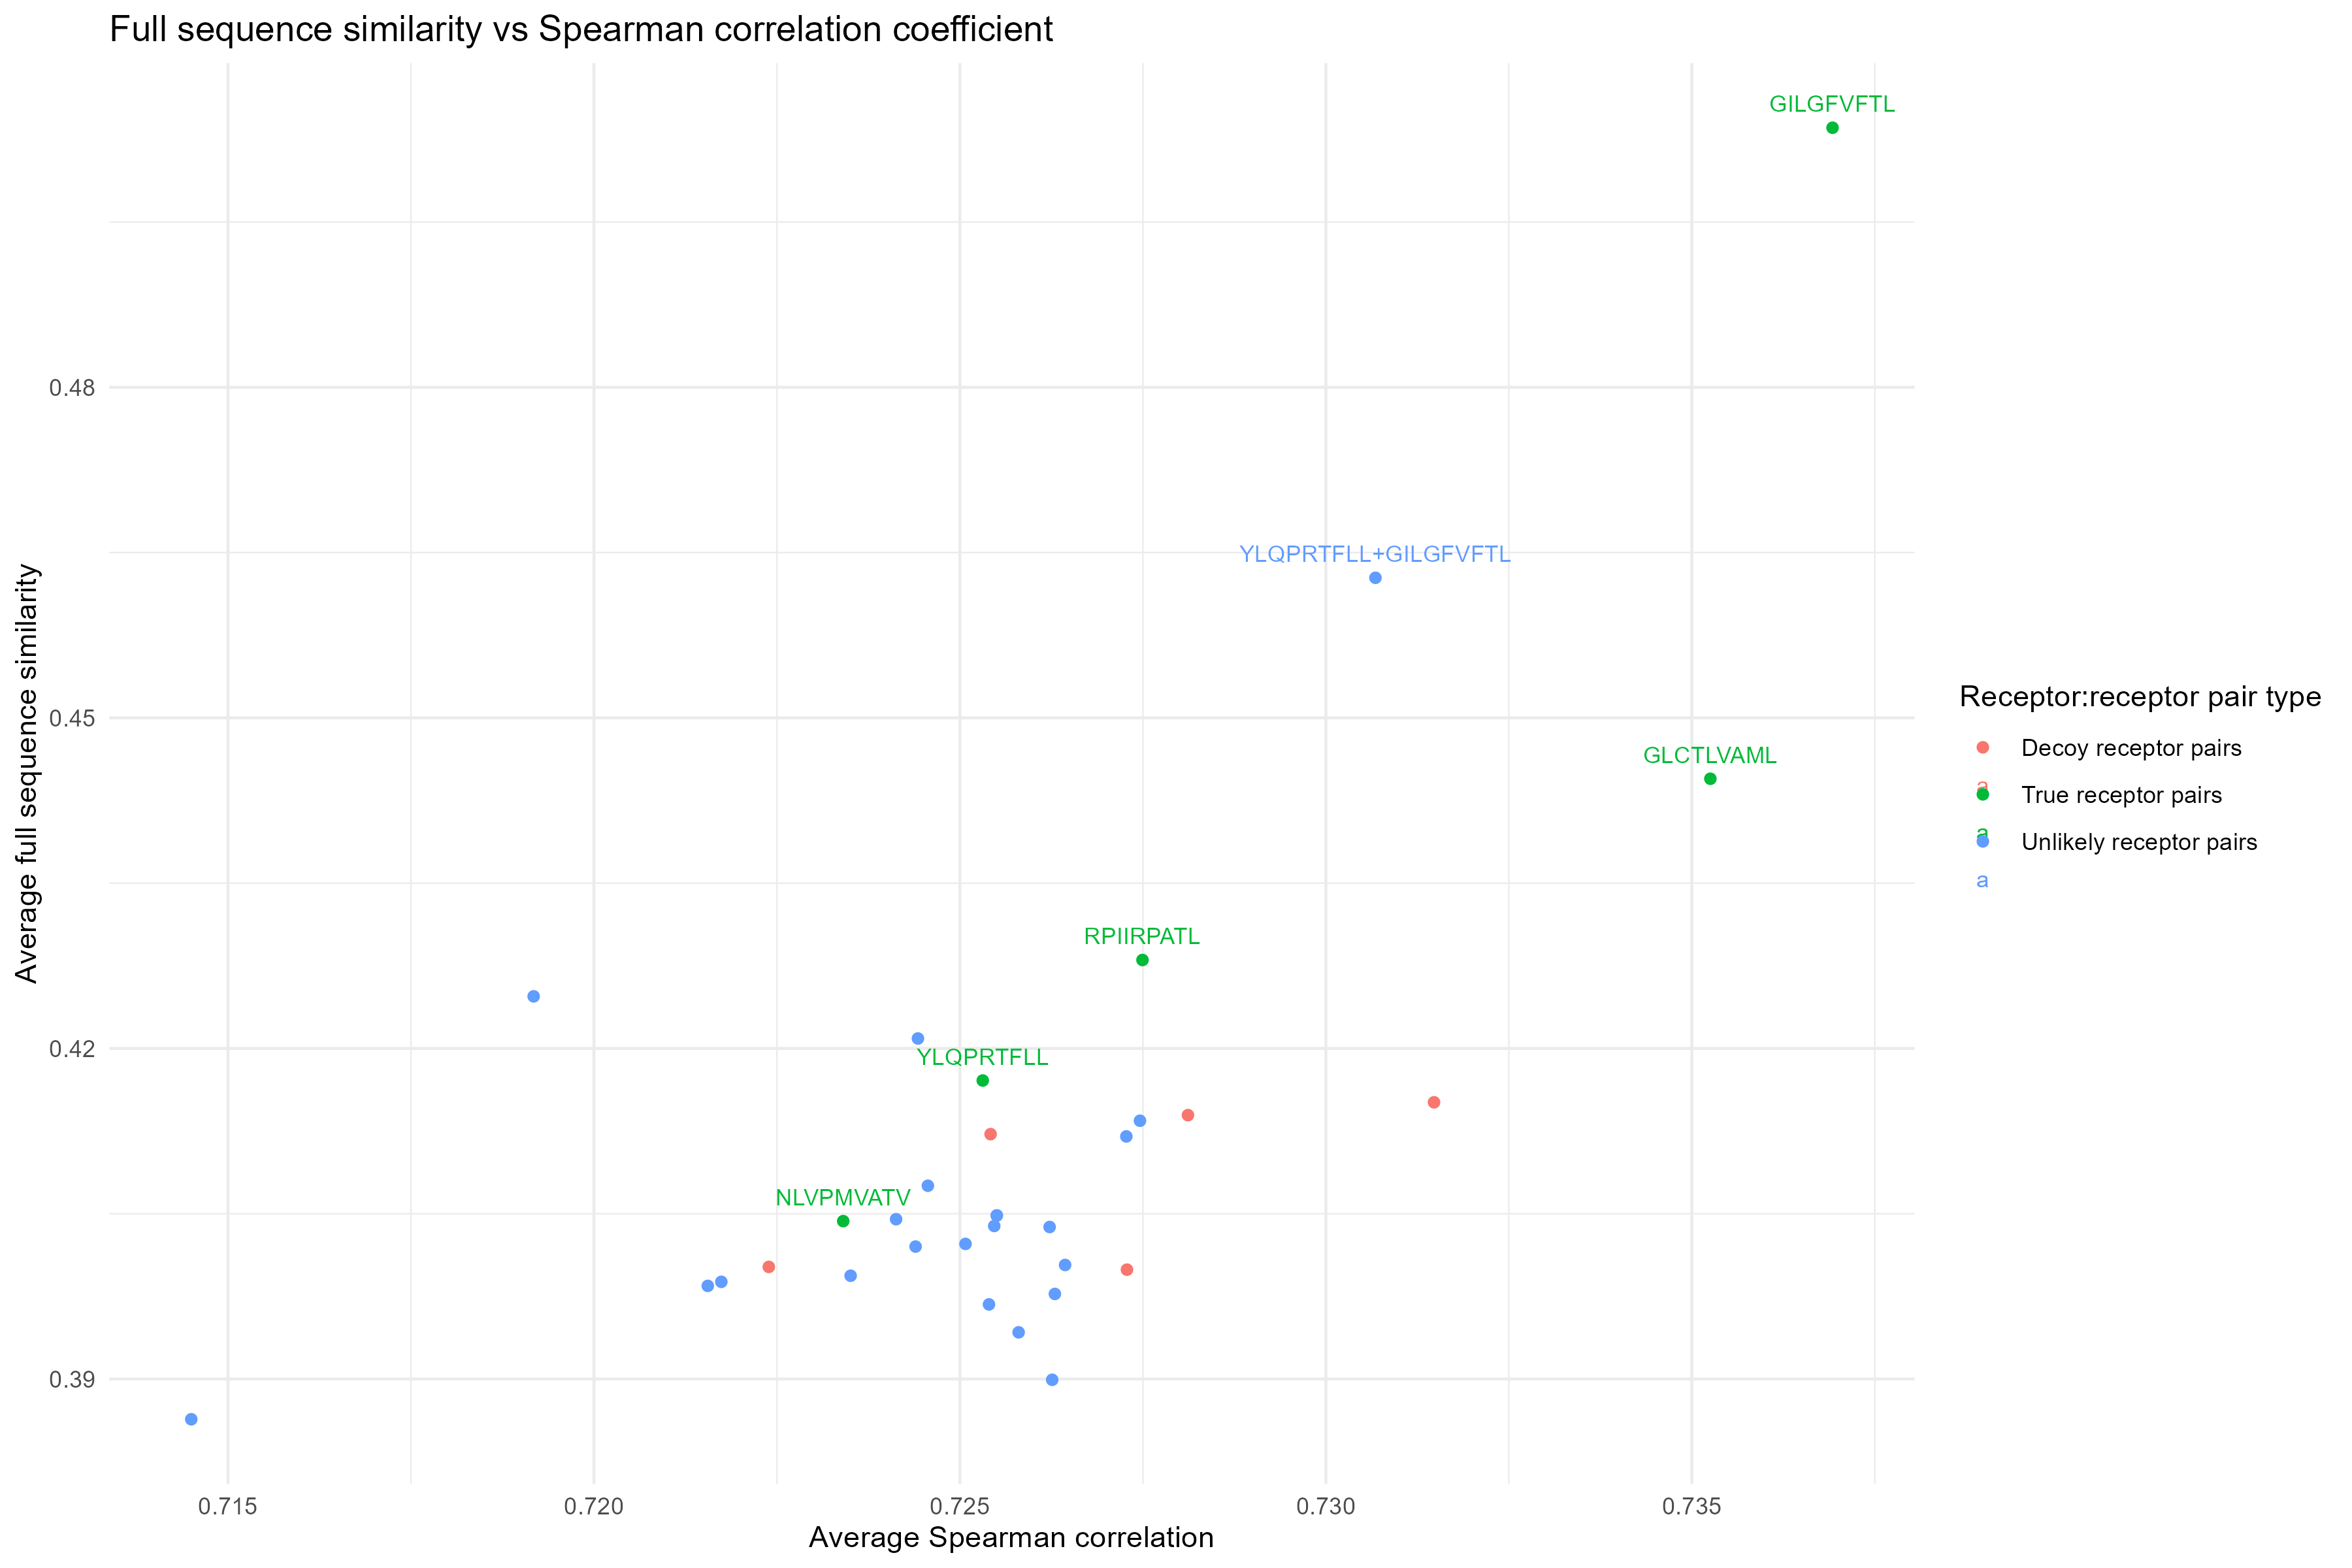 Full sequence similarity vs Spearman correlation coefficient
GILGFVFTL
0.48
YLQPRTFLL+GILGFVFTL
0.45
GLCTLVAML
RPIIRPATL
0.42
YLQPRTFLL
NLVPMVATV
0.39
Average full sequence similarity
0.715 0.720 0.725 0.730 0.735
Average Spearman correlation
Receptor:receptor pair type
Decoy receptor pairs
a
True receptor pairs
a
Unlikely receptor pairs
a